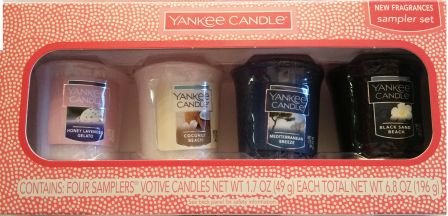 YANKEE CANDLE®
NEW FRAGRANCES
sampler set
YANKEE
CANDLE
HONEY LAVENDER
GELATO
YANKEE
CANDLE
COCONUT
BEACH
YANKEE
CANDLE
MEDITERRANEAN
BREEZE
YANKEE
CANDLE
BLACK SAND
BEACH
CONTAINS: FOUR SAMPLERS™ VOTIVE CANDLES NET WT 1.7 OZ (49 g) EACH TOTAL NET WT 6.8 OZ (196 g)